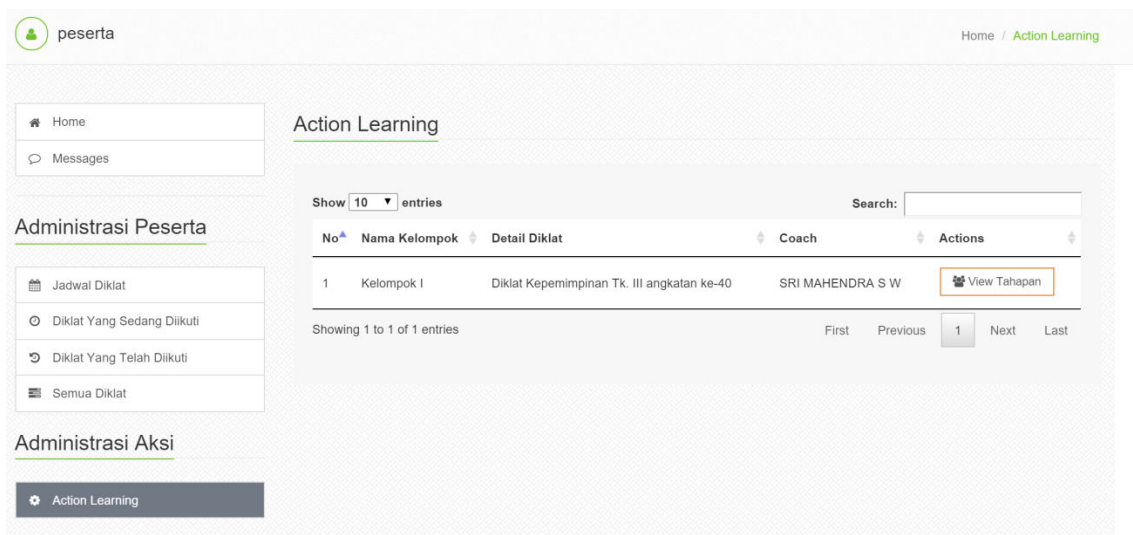 peserta
Home / Action Learning
Home
Messages
Administrasi Peserta
Jadwal Diklat
Diklat Yang Sedang Diikuti
Diklat Yang Telah Diikuti
Semua Diklat
Administrasi Aksi
Action Learning
Action Learning
Show 10 entries
Search:
No Nama Kelompok Detail Diklat Coach Actions
1 Kelompok I Diklat Kepemimpinan Tk. III angkatan ke-40 SRI MAHENDRA S W View Tahapan
Showing 1 to 1 of 1 entries
First Previous 1 Next Last